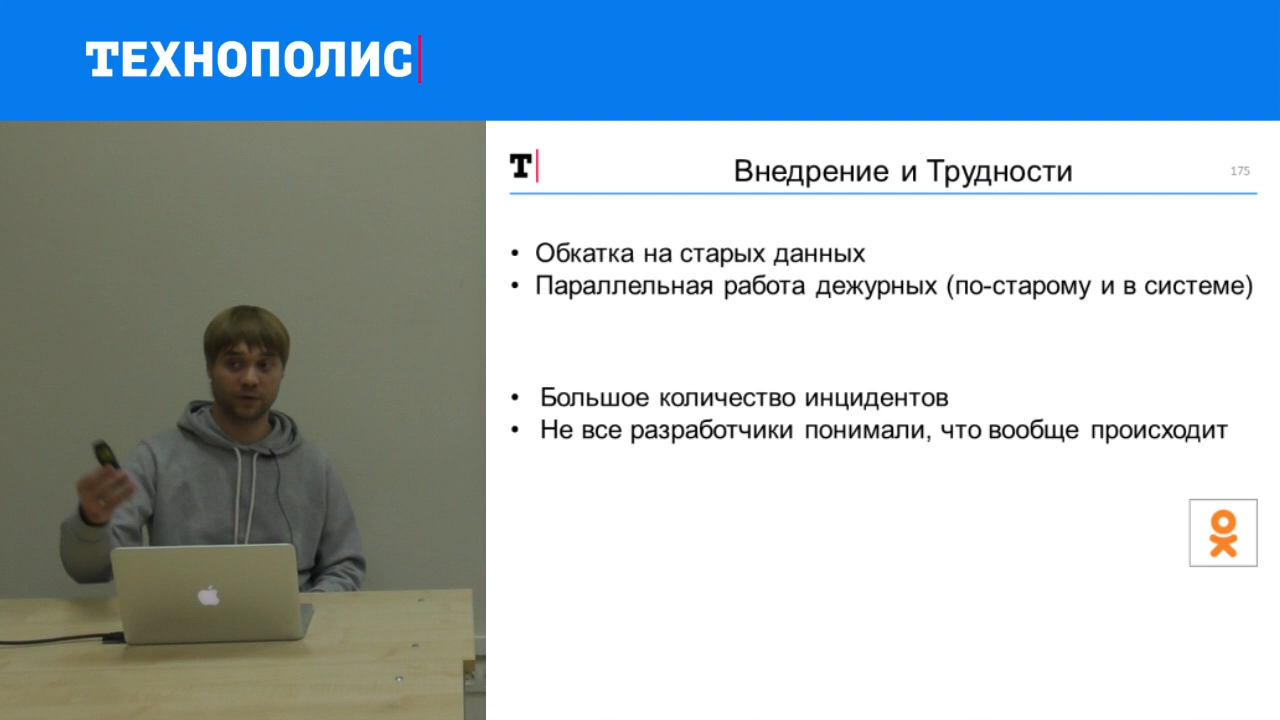 ТЕХНОПОЛИС
Т
Внедрение и Трудности
175
• Обкатка на старых данных
• Параллельная работа дежурных (по-старому и в системе)
• Большое количество инцидентов
• Не все разработчики понимали, что вообще происходит